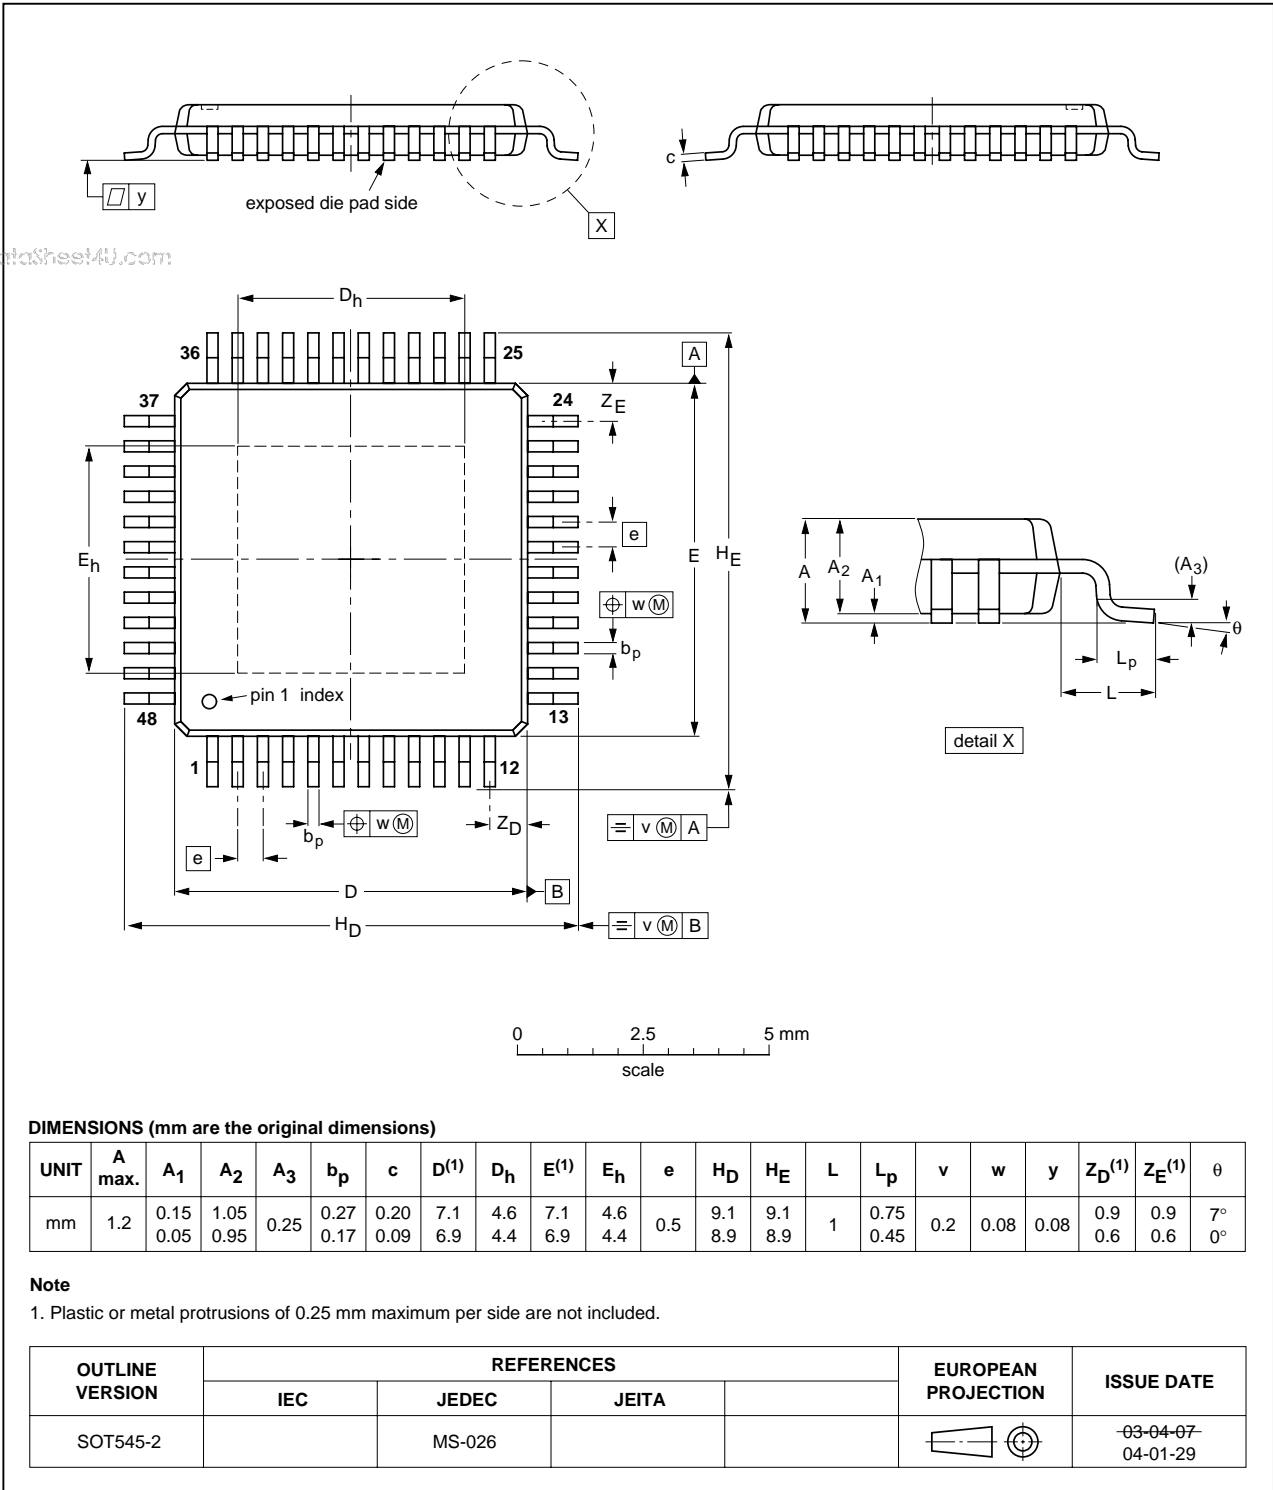 c
y
exposed die pad side
X
Dh
36
25
A
37
24
ZE
e
Eh
E
HE
w M
bp
pin 1 index
48
13
1
12
bp
w M
ZD
v M A
e
D
B
HD
v M B
A
A2
A1
(A3)
θ
Lp
L
detail X
0 2.5 5 mm
scale
DIMENSIONS (mm are the original dimensions)
UNIT A max. A1 A2 A3 bp c D(1) Dh E(1) Eh e HD HE L Lp v w y ZD(1) ZE(1) θ
mm 1.2 0.15 0.05 1.05 0.95 0.25 0.27 0.17 0.20 0.09 7.1 6.9 4.6 4.4 7.1 6.9 4.6 4.4 0.5 9.1 8.9 9.1 8.9 1 0.75 0.45 0.2 0.08 0.08 0.9 0.6 0.9 0.6 7° 0°
Note
1. Plastic or metal protrusions of 0.25 mm maximum per side are not included.
OUTLINE VERSION
REFERENCES
EUROPEAN PROJECTION
ISSUE DATE
IEC JEDEC JEITA
SOT545-2
MS-026
03-04-07
04-01-29